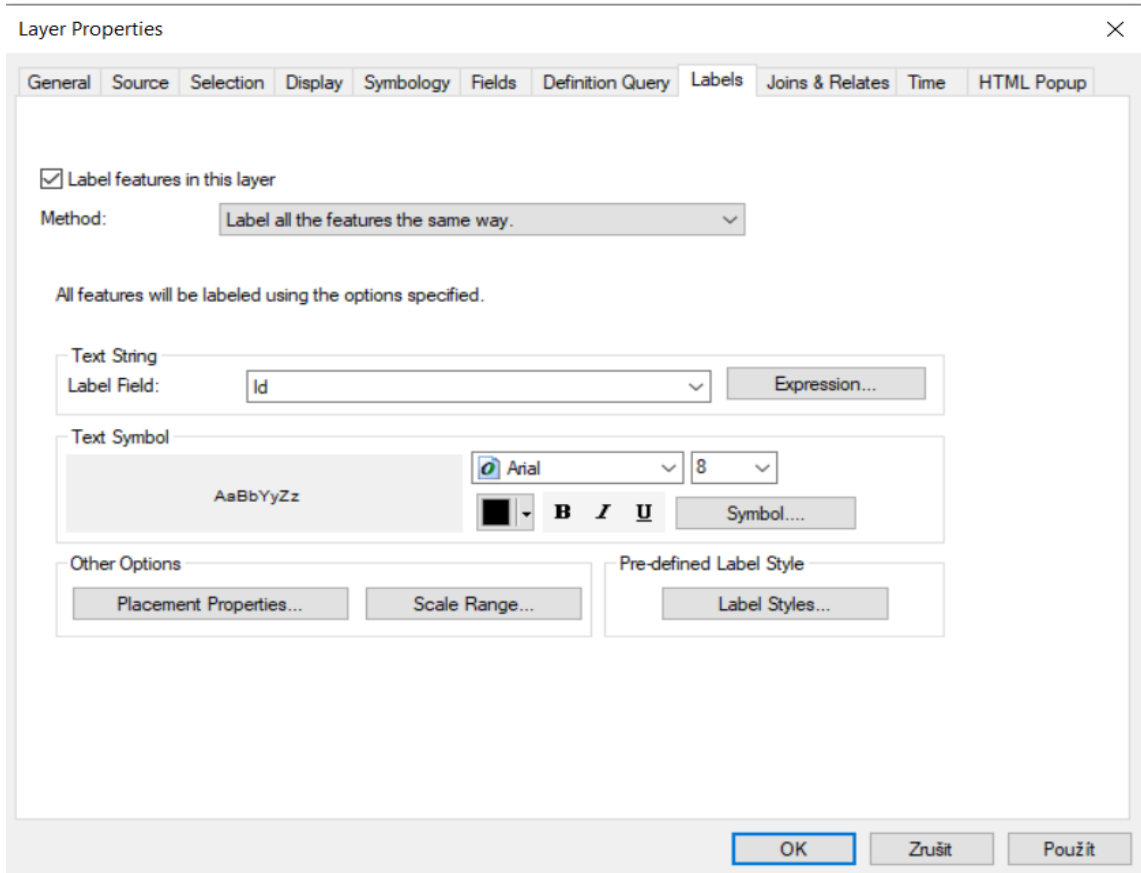 Layer Properties
General Source Selection Display Symbology Fields Definition Query Labels Joins & Relates Time HTML Popup
Label features in this layer
Method: Label all the features the same way.
All features will be labeled using the options specified.
Text String
Label Field: Id Expression...
Text Symbol
AaBbYyZz
Arial 8
B I U Symbol....
Other Options
Placement Properties... Scale Range...
Pre-defined Label Style
Label Styles...
OK Zrušit Použít